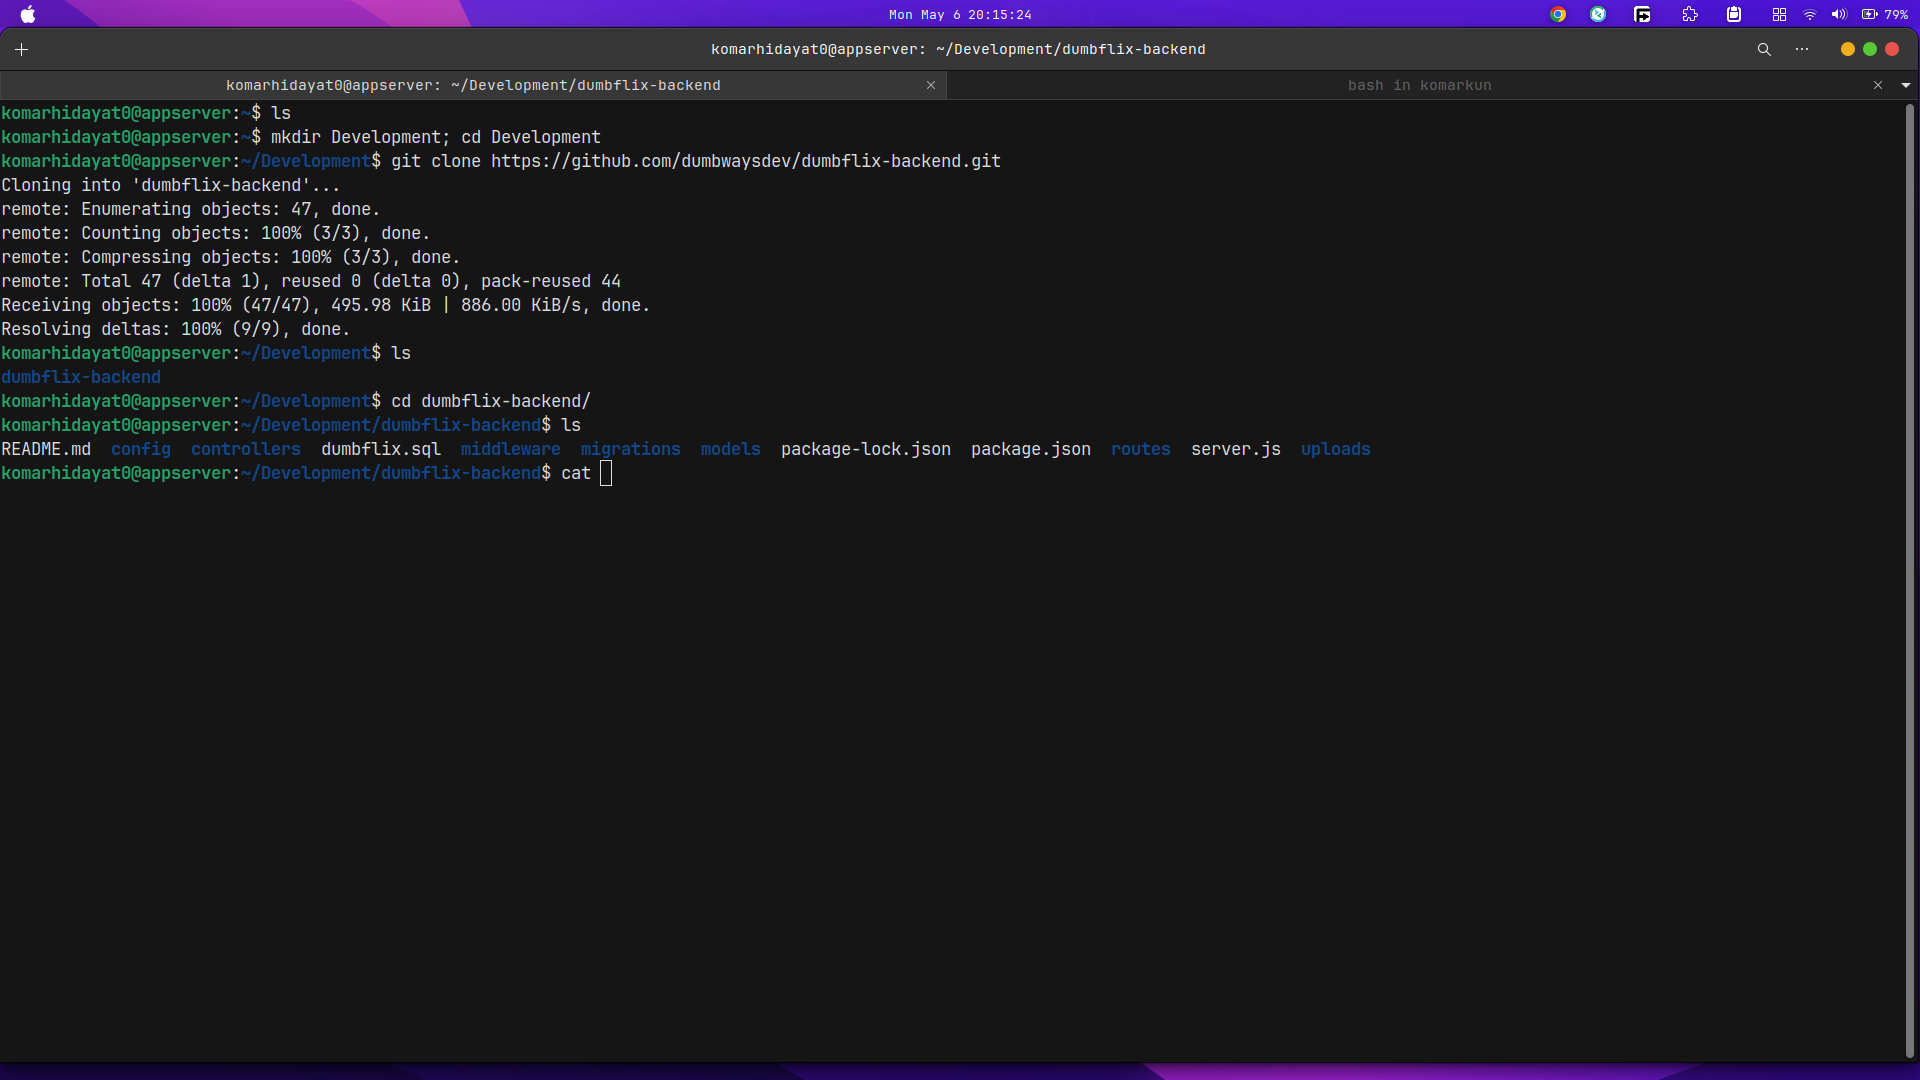 Mon May 6 20:15:24
79%
komarhidayat0@appserver: ~/Development/dumbflix-backend
komarhidayat0@appserver: ~/Development/dumbflix-backend
bash in komarkun
komarhidayat0@appserver:~$ ls
komarhidayat0@appserver:~$ mkdir Development; cd Development
komarhidayat0@appserver:~/Development$ git clone https://github.com/dumbwaysdev/dumbflix-backend.git
Cloning into 'dumbflix-backend'...
remote: Enumerating objects: 47, done.
remote: Counting objects: 100% (3/3), done.
remote: Compressing objects: 100% (3/3), done.
remote: Total 47 (delta 1), reused 0 (delta 0), pack-reused 44
Receiving objects: 100% (47/47), 495.98 KiB | 886.00 KiB/s, done.
Resolving deltas: 100% (9/9), done.
komarhidayat0@appserver:~/Development$ ls
dumbflix-backend
komarhidayat0@appserver:~/Development$ cd dumbflix-backend/
komarhidayat0@appserver:~/Development/dumbflix-backend$ ls
README.md  config  controllers  dumbflix.sql  middleware  migrations  models  package-lock.json  package.json  routes  server.js  uploads
komarhidayat0@appserver:~/Development/dumbflix-backend$ cat